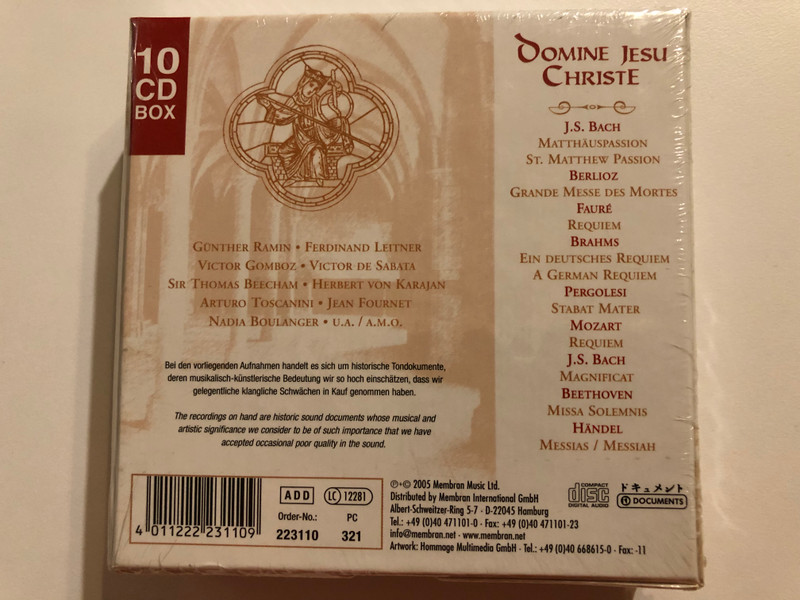 10
CD
BOX
DOMINE JESU
CHRISTE
J.S. BACH
MATTHÄUSPASSION
ST. MATTHEW PASSION
BERLIOZ
GRANDE MESSE DES MORTES
FAURÉ
REQUIEM
BRAHMS
EIN DEUTSCHES REQUIEM
A GERMAN REQUIEM
PERGOLESI
STABAT MATER
MOZART
REQUIEM
J.S. BACH
MAGNIFICAT
BEETHOVEN
MISSA SOLEMNIS
HÄNDEL
MESSIAS / MESSIAH
GÜNTHER RAMIN • FERDINAND LEITNER
VICTOR GOMBOZ • VICTOR DE SABATA
SIR THOMAS BEECHAM • HERBERT VON KARAJAN
ARTURO TOSCANINI • JEAN FOURNET
NADIA BOULANGER • U.A. / A.M.O.
Bei den vorliegenden Aufnahmen handelt es sich um historische Tondokumente,
deren musikalisch-künstlerische Bedeutung wir so hoch einschätzen, dass wir
gelegentliche klangliche Schwächen in Kauf genommen haben.
The recordings on hand are historic sound documents whose musical and
artistic significance we consider to be of such importance that we have
accepted occasional poor quality in the sound.
4 011222 231109
ADD LC 12281
Order-No.: PC
223110 321
℗+© 2005 Membran Music Ltd.
Distributed by Membran International GmbH
Albert-Schweitzer-Ring 5-7 · D-22045 Hamburg
Tel.: +49 (0)40 471101-0 · Fax: +49 (0)40 471101-23
info@membran.net · www.membran.net
Artwork: Hommage Multimedia GmbH · Tel.: +49 (0)40 668615-0 · Fax: -11
COMPACT
disc
DIGITAL AUDIO
ドキュメント
DOCUMENTS